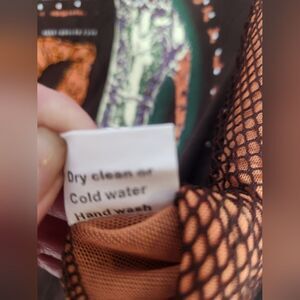 Dry clean or
Cold water
Hand wash